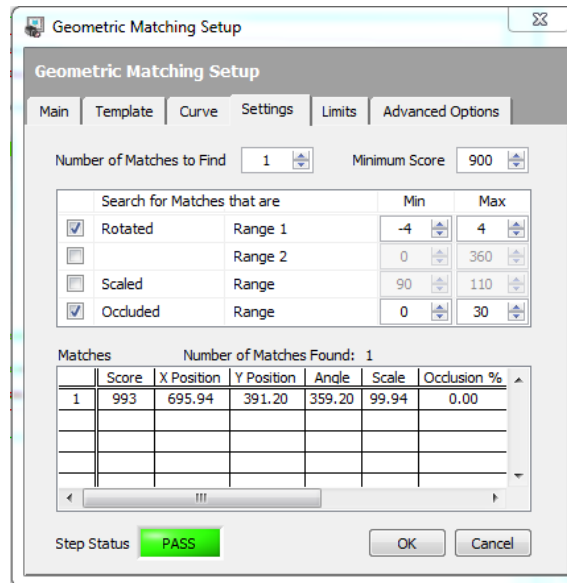 Geometric Matching Setup
Geometric Matching Setup
Main Template Curve Settings Limits Advanced Options
Number of Matches to Find 1 Minimum Score 900
Search for Matches that are Min Max
Rotated Range 1 -4 4
Range 2 0 360
Scaled Range 90 110
Occluded Range 0 30
Matches Number of Matches Found: 1
Score X Position Y Position Angle Scale Occlusion %
1 993 695.94 391.20 359.20 99.94 0.00
Step Status PASS OK Cancel